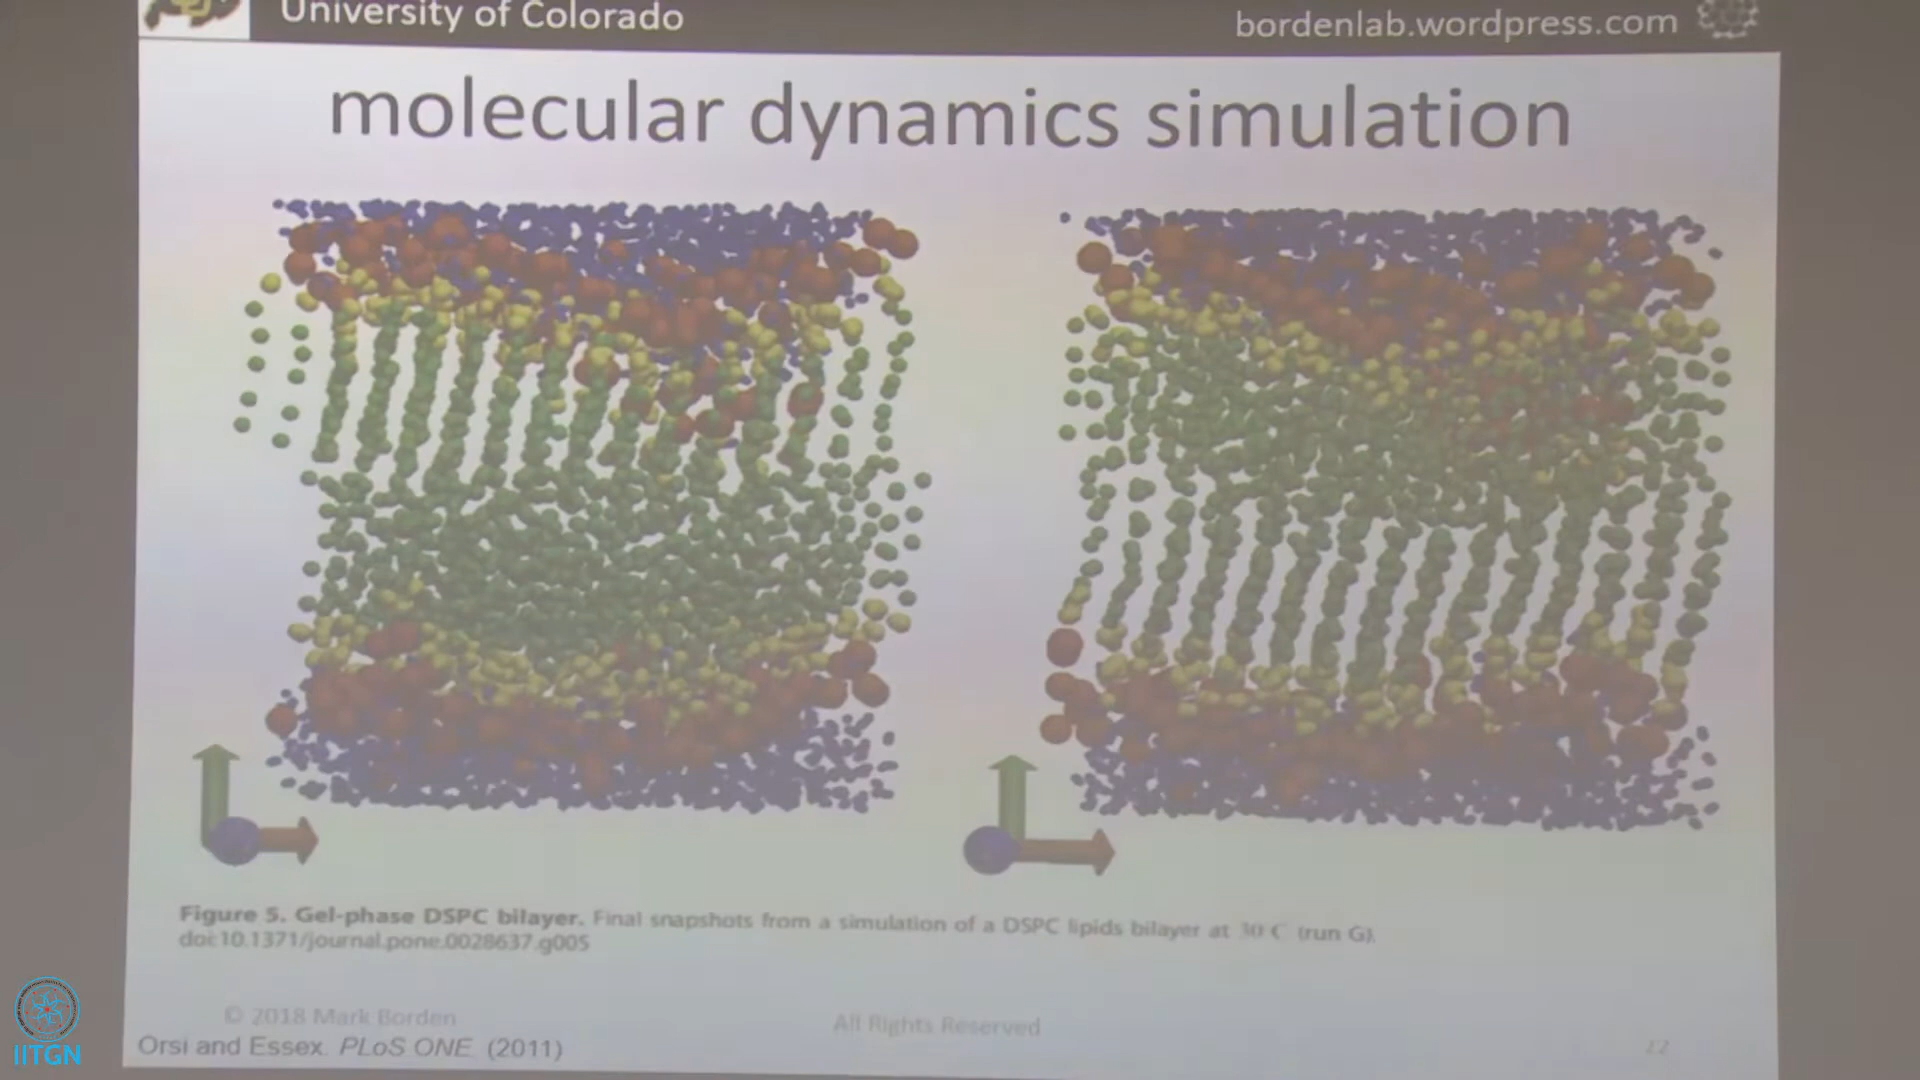 University of Colorado
bordenlab.wordpress.com
molecular dynamics simulation
Figure 5. Gel-phase DSPC bilayer. Final snapshots from a simulation of a DSPC lipids bilayer at 30 C (run G).
doi:10.1371/journal.pone.0028637.g005
© 2018 Mark Borden
All Rights Reserved
22
Orsi and Essex. PLoS ONE (2011)
IITGN